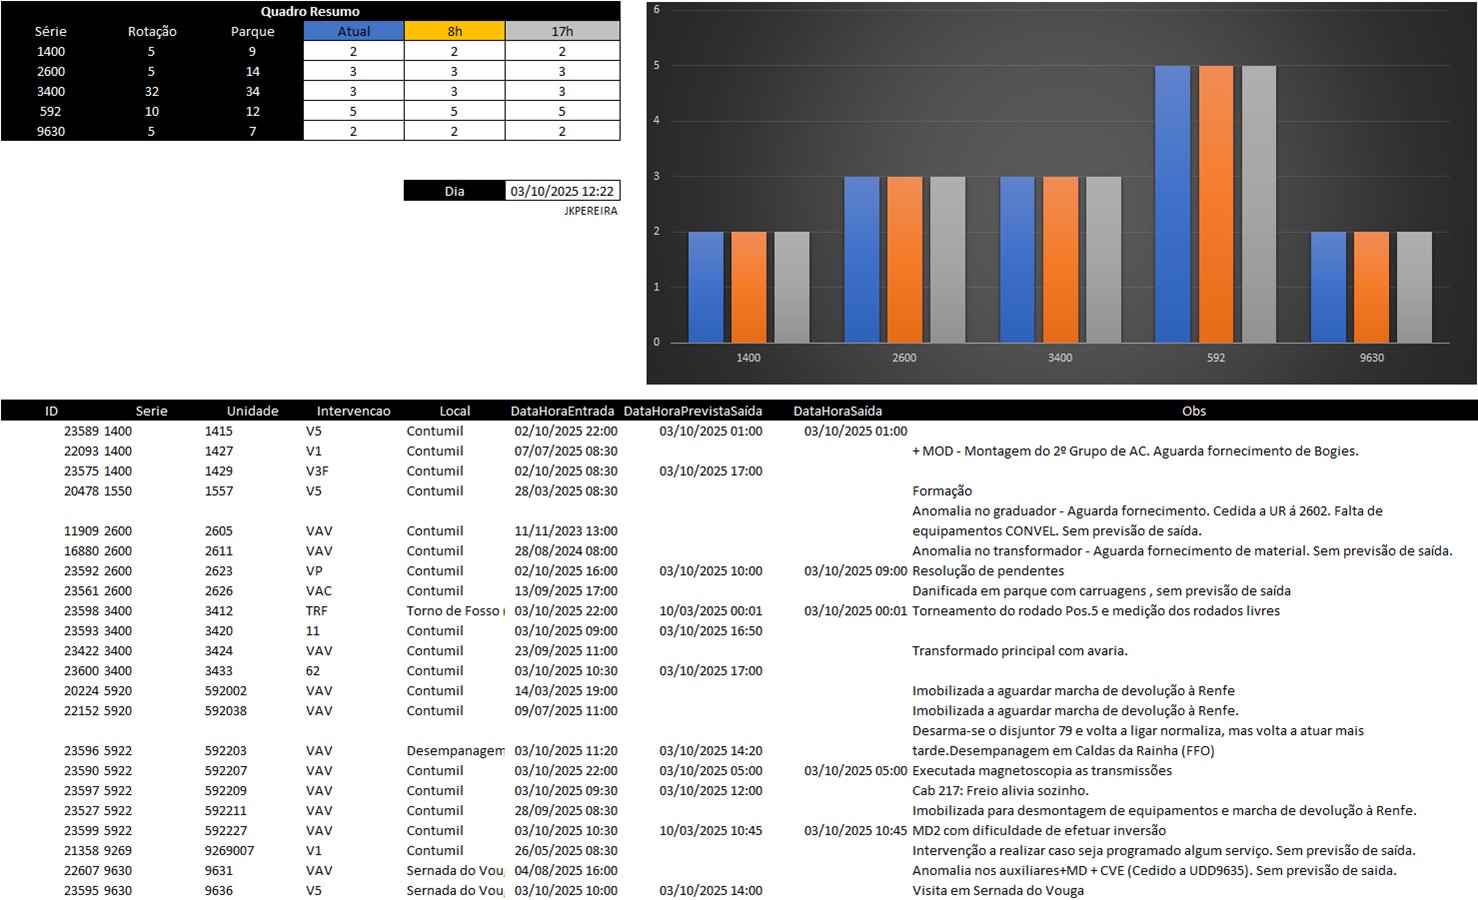 Quadro Resumo
Série Rotação Parque Atual 8h 17h
1400 5 9 2 2 2
2600 5 14 3 3 3
3400 32 34 3 3 3
592 10 12 5 5 5
9630 5 7 2 2 2
Dia 03/10/2025 12:22
JKPEREIRA
6
5
4
3
2
1
0
1400 2600 3400 592 9630
ID Serie Unidade Intervencao Local DataHoraEntrada DataHoraPrevistaSaída DataHoraSaída Obs
23589 1400 1415 V5 Contumil 02/10/2025 22:00 03/10/2025 01:00 03/10/2025 01:00
22093 1400 1427 V1 Contumil 07/07/2025 08:30 + MOD - Montagem do 2º Grupo de AC. Aguarda fornecimento de Bogies.
23575 1400 1429 V3F Contumil 02/10/2025 08:30 03/10/2025 17:00
20478 1550 1557 V5 Contumil 28/03/2025 08:30 Formação
Anomalia no graduador - Aguarda fornecimento. Cedida a UR á 2602. Falta de
11909 2600 2605 VAV Contumil 11/11/2023 13:00 equipamentos CONVEL. Sem previsão de saída.
16880 2600 2611 VAV Contumil 28/08/2024 08:00 Anomalia no transformador - Aguarda fornecimento de material. Sem previsão de saída.
23592 2600 2623 VP Contumil 02/10/2025 16:00 03/10/2025 10:00 03/10/2025 09:00 Resolução de pendentes
23561 2600 2626 VAC Contumil 13/09/2025 17:00 Danificada em parque com carruagens , sem previsão de saída
23598 3400 3412 TRF Torno de Fosso ( 03/10/2025 22:00 10/03/2025 00:01 03/10/2025 00:01 Torneamento do rodado Pos.5 e medição dos rodados livres
23593 3400 3420 11 Contumil 03/10/2025 09:00 03/10/2025 16:50
23422 3400 3424 VAV Contumil 23/09/2025 11:00 Transformado principal com avaria.
23600 3400 3433 62 Contumil 03/10/2025 10:30 03/10/2025 17:00
20224 5920 592002 VAV Contumil 14/03/2025 19:00 Imobilizada a aguardar marcha de devolução à Renfe
22152 5920 592038 VAV Contumil 09/07/2025 11:00 Imobilizada a aguardar marcha de devolução à Renfe.
Desarma-se o disjuntor 79 e volta a ligar normaliza, mas volta a atuar mais
23596 5922 592203 VAV Desempanagem 03/10/2025 11:20 03/10/2025 14:20 tarde.Desempanagem em Caldas da Rainha (FFO)
23590 5922 592207 VAV Contumil 03/10/2025 22:00 03/10/2025 05:00 03/10/2025 05:00 Executada magnetoscopia as transmissões
23597 5922 592209 VAV Contumil 03/10/2025 09:30 03/10/2025 12:00 Cab 217: Freio alivia sozinho.
23527 5922 592211 VAV Contumil 28/09/2025 08:30 Imobilizada para desmontagem de equipamentos e marcha de devolução à Renfe.
23599 5922 592227 VAV Contumil 03/10/2025 10:30 10/03/2025 10:45 03/10/2025 10:45 MD2 com dificuldade de efetuar inversão
21358 9269 9269007 V1 Contumil 26/05/2025 08:30 Intervenção a realizar caso seja programado algum serviço. Sem previsão de saída.
22607 9630 9631 VAV Sernada do Vou 04/08/2025 16:00 Anomalia nos auxiliares+MD + CVE (Cedido a UDD9635). Sem previsão de saida.
23595 9630 9636 V5 Sernada do Vou 03/10/2025 10:00 03/10/2025 14:00 Visita em Sernada do Vouga